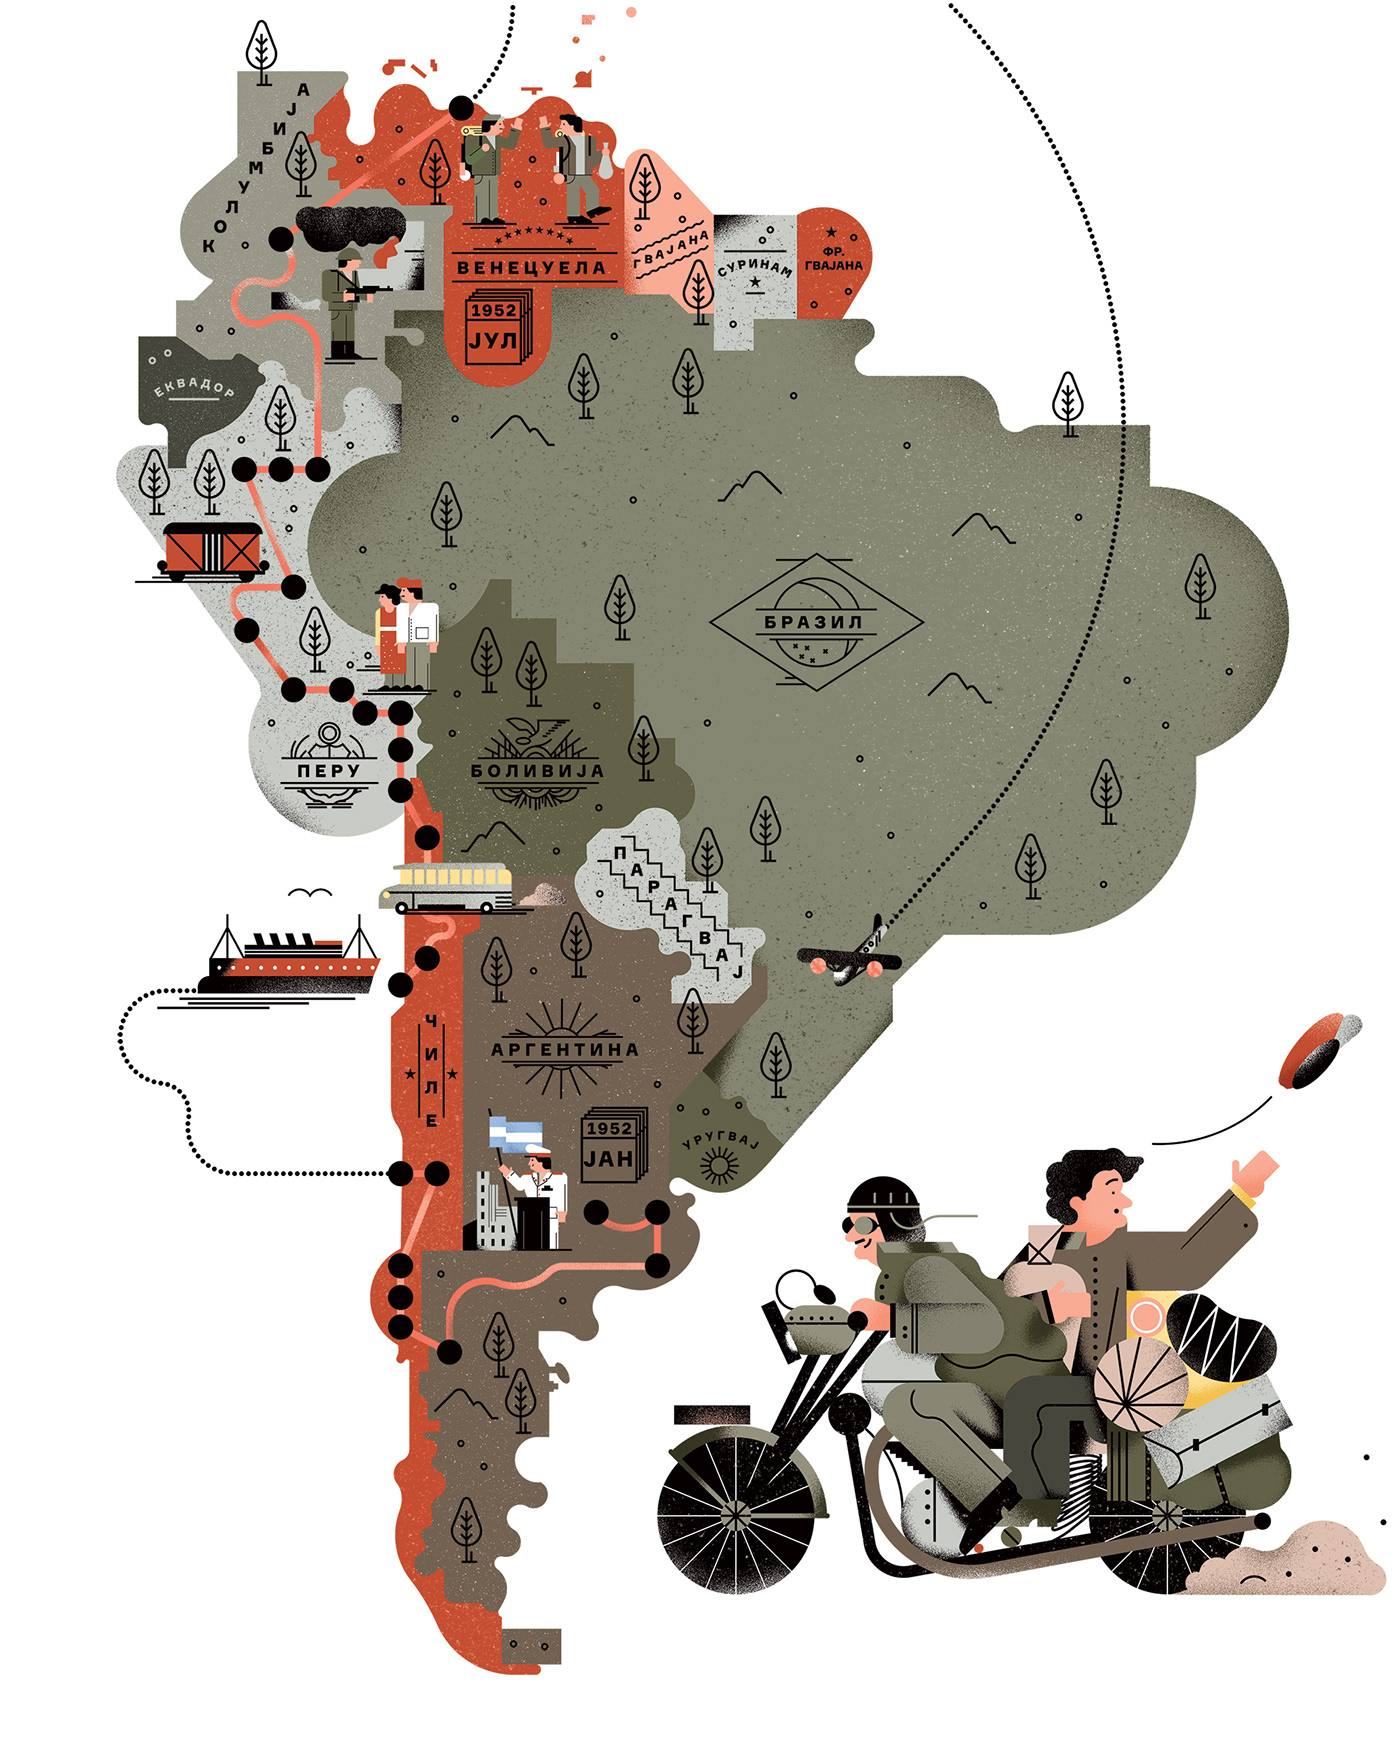 КОЛУМБИЈА
ВЕНЕЦУЕЛА
1952
ЈУЛ
ГВАЈАНА
СУРИНАМ
ФР.
ГВАЈАНА
ЕКВАДОР
БРАЗИЛ
ПЕРУ
БОЛИВИЈА
ПАРАГВАЈ
ЧИЛЕ
АРГЕНТИНА
1952
ЈАН
УРУГВАЈ